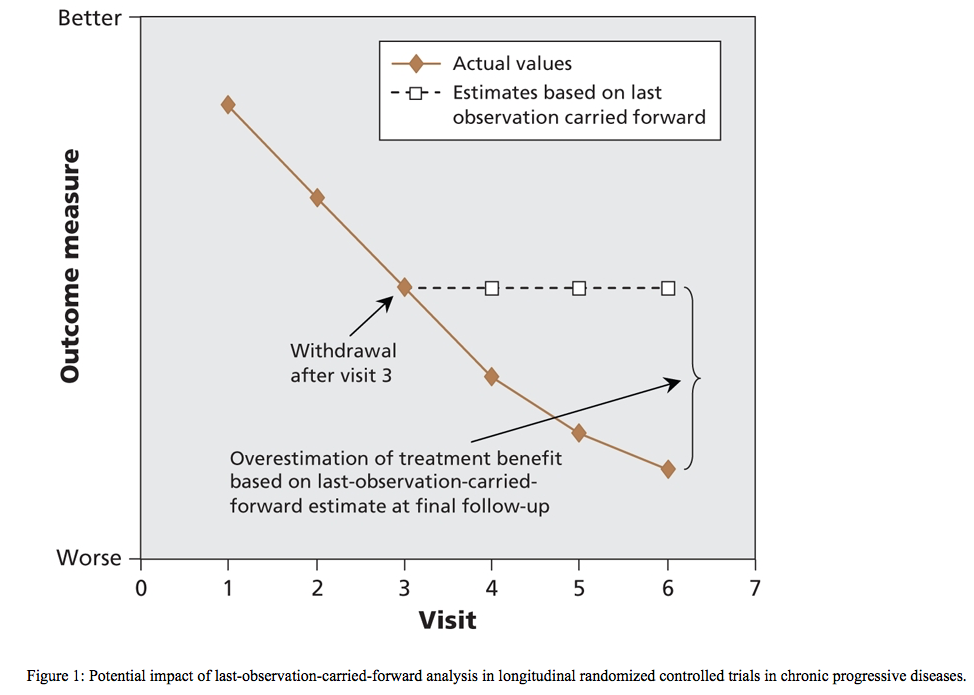 Better
Actual values
Estimates based on last
observation carried forward
Outcome measure
Withdrawal
after visit 3
Overestimation of treatment benefit
based on last-observation-carried-
forward estimate at final follow-up
Worse
0 1 2 3 4 5 6 7
Visit
Figure 1: Potential impact of last-observation-carried-forward analysis in longitudinal randomized controlled trials in chronic progressive diseases.